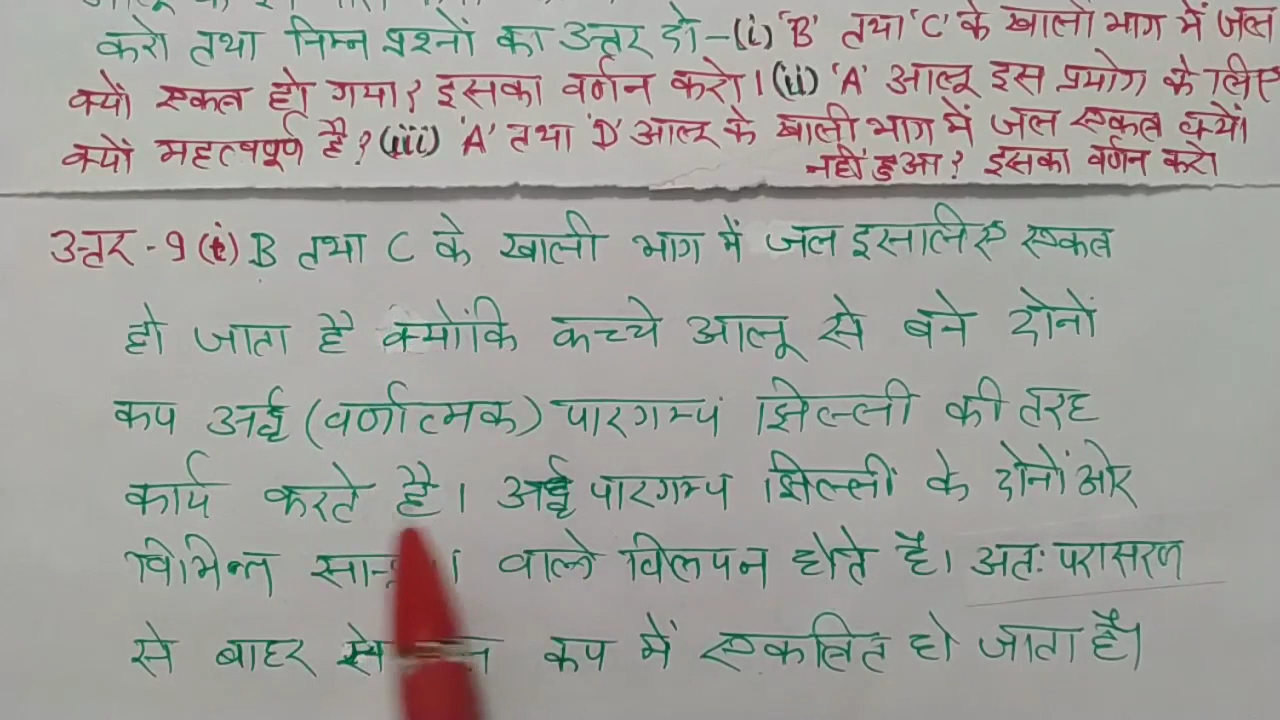 करो तथा निम्न प्रश्नों का उत्तर दो-(i) 'B' तथा 'C' के खाली भाग में जल
क्यों एकत्र हो गया? इसका वर्णन करो। (ii) 'A' आलू इस प्रयोग के लिए
क्यों महत्वपूर्ण है? (iii) 'A' तथा 'D' आलू के खाली भाग में जल एकत्र क्यों
नहीं हुआ? इसका वर्णन करो
उत्तर-9 (i) B तथा C के खाली भाग में जल इसलिए एकत्र
हो जाता है क्योंकि कच्चे आलू से बने दोनों
कप अर्द्ध (वर्णात्मक) पारगम्य झिल्ली की तरह
कार्य करते है। अर्द्ध पारगम्य झिल्ली के दोनों ओर
विभिन्न वाले विलयन होते है। अतः परासरण
से बाहर से कप में एकत्रित हो जाता है।